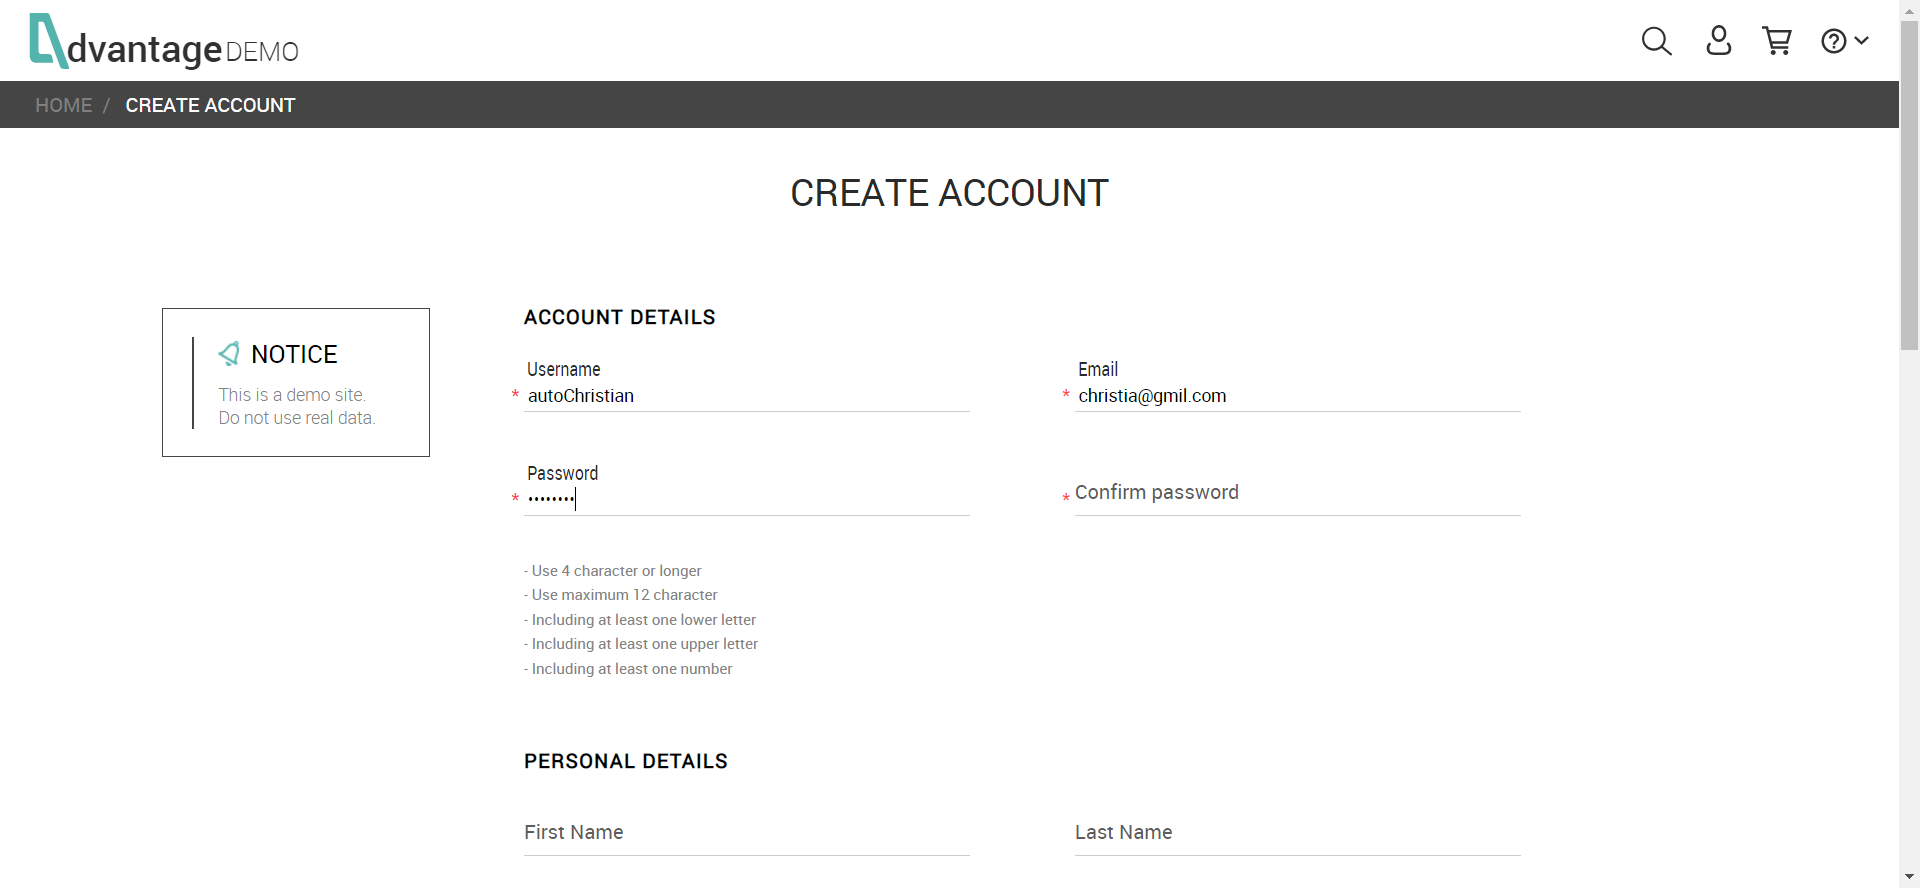 dvantage DEMO
HOME / CREATE ACCOUNT
CREATE ACCOUNT
NOTICE
This is a demo site.
Do not use real data.
ACCOUNT DETAILS
Username
* autoChristian
Email
* christia@gmil.com
Password
* ••••••••
* Confirm password
- Use 4 character or longer
- Use maximum 12 character
- Including at least one lower letter
- Including at least one upper letter
- Including at least one number
PERSONAL DETAILS
First Name
Last Name